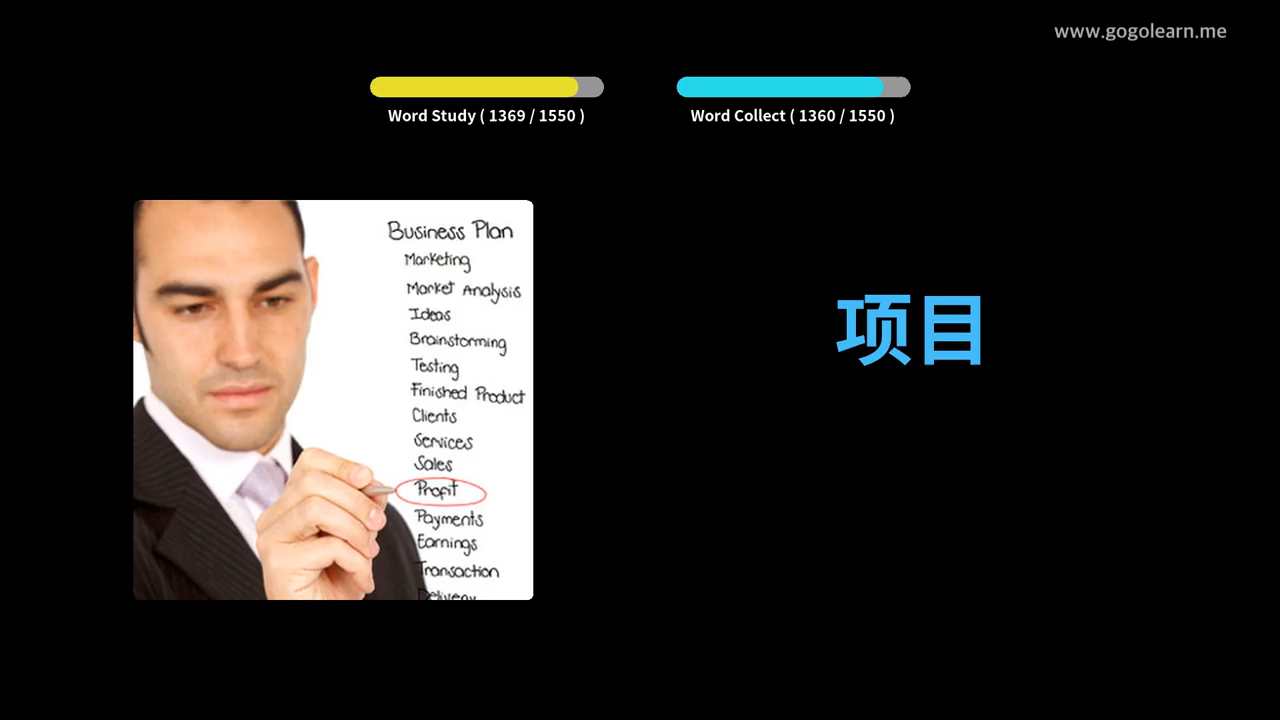 www.gogolearn.me
Word Study ( 1369 / 1550 )
Word Collect ( 1360 / 1550 )
Business Plan
Marketing
Market Analysis
Ideas
Brainstorming
Testing
Finished Product
Clients
Services
Sales
Profit
Payments
Earnings
Transaction
Delivery
项目